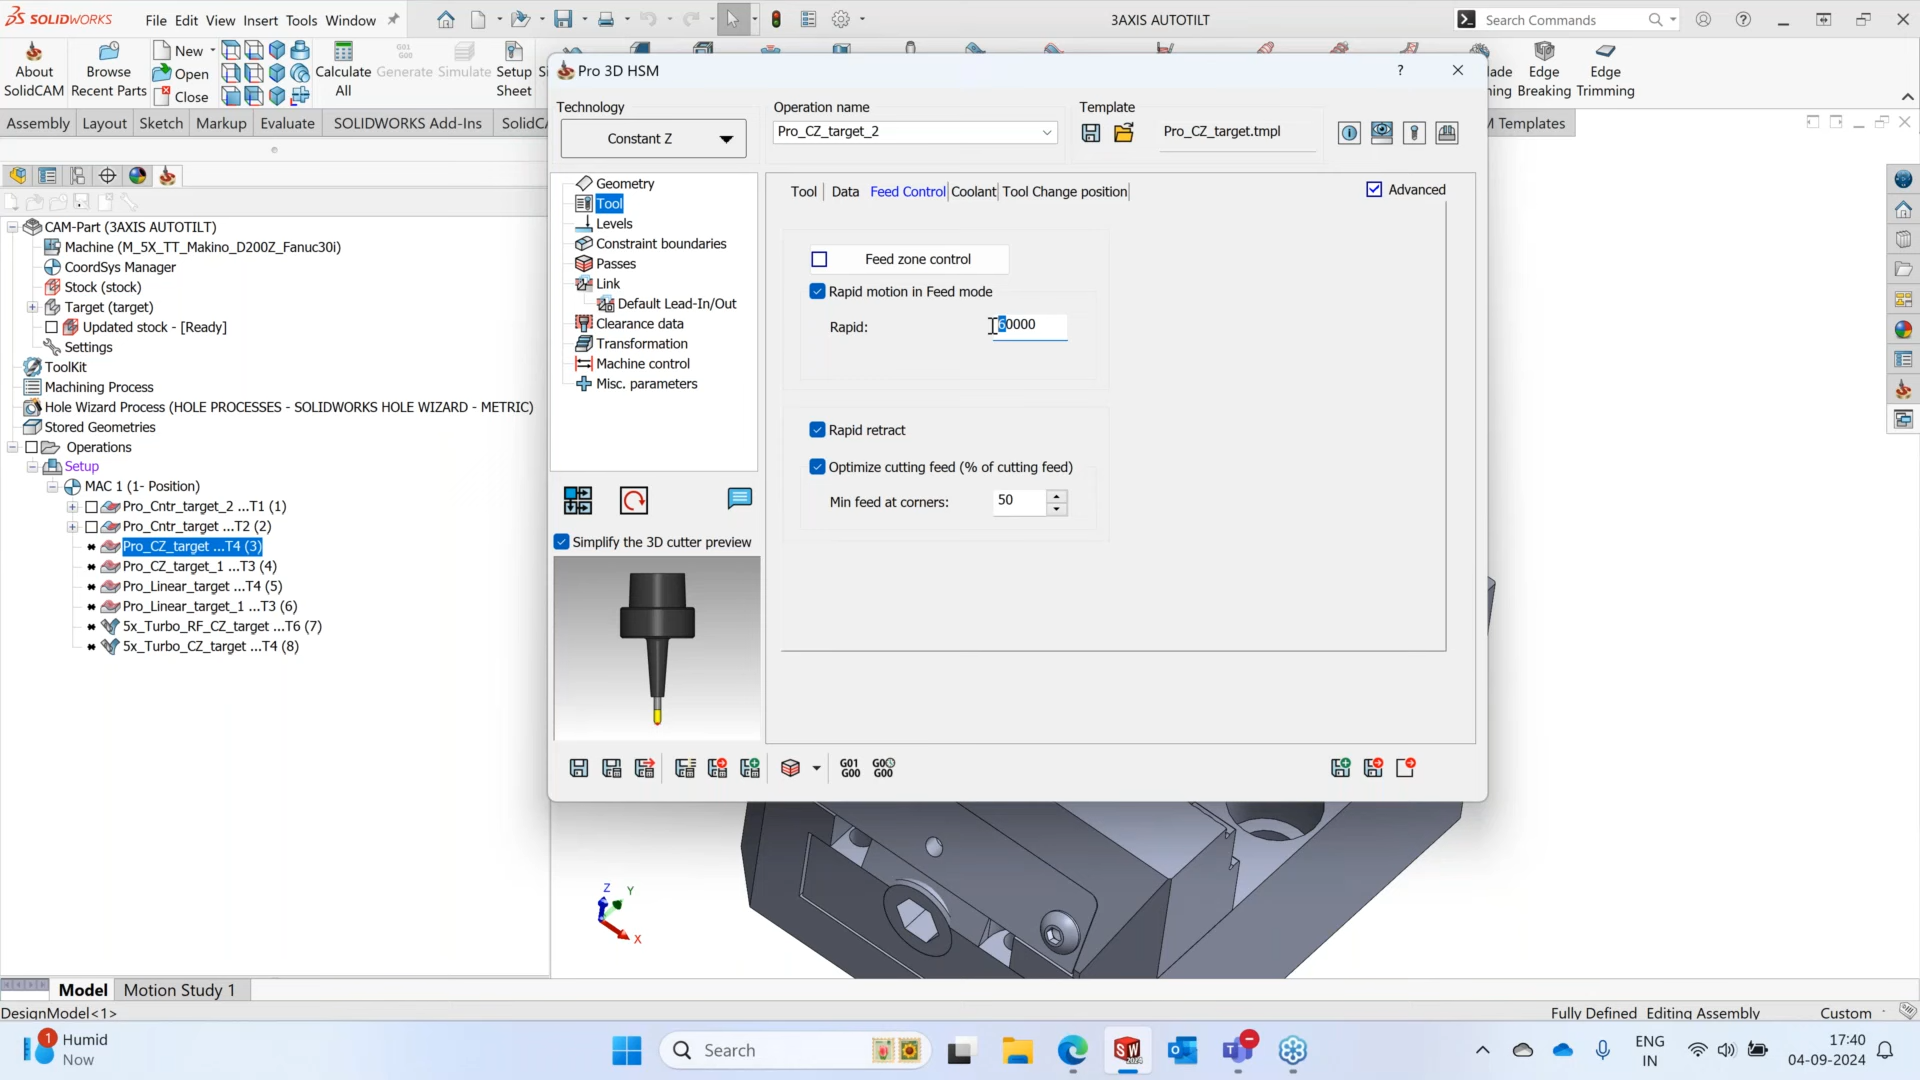 SOLIDWORKS File Edit View Insert Tools Window 3AXIS AUTOTILT Search Commands
About SolidCAM Browse Recent Parts New Open Close Calculate All Generate Simulate Setup Sheet
Edge Breaking Edge Trimming
Assembly Layout Sketch Markup Evaluate SOLIDWORKS Add-Ins
M Templates
CAM-Part (3AXIS AUTOTILT)
Machine (M_5X_TT_Makino_D200Z_Fanuc30i)
CoordSys Manager
Stock (stock)
Target (target)
Updated stock - [Ready]
Settings
ToolKit
Machining Process
Hole Wizard Process (HOLE PROCESSES - SOLIDWORKS HOLE WIZARD - METRIC)
Stored Geometries
Operations
Setup
MAC 1 (1- Position)
Pro_Cntr_target_2 ...T1 (1)
Pro_Cntr_target ...T2 (2)
Pro_CZ_target ...T4 (3)
Pro_CZ_target_1 ...T3 (4)
Pro_Linear_target ...T4 (5)
Pro_Linear_target_1 ...T3 (6)
5x_Turbo_RF_CZ_target ...T6 (7)
5x_Turbo_CZ_target ...T4 (8)
Pro 3D HSM ?
Technology Operation name Template
Constant Z Pro_CZ_target_2 Pro_CZ_target.tmpl
Geometry
Tool
Levels
Constraint boundaries
Passes
Link
Default Lead-In/Out
Clearance data
Transformation
Machine control
Misc. parameters
Simplify the 3D cutter preview
Tool Data Feed Control Coolant Tool Change position Advanced
Feed zone control
Rapid motion in Feed mode
Rapid: 60000
Rapid retract
Optimize cutting feed (% of cutting feed)
Min feed at corners: 50
G01 G00
G00 G00
Z Y X
Model Motion Study 1
DesignModel<1> Fully Defined Editing Assembly Custom
1 Humid Now
Search
SW 2024
ENG IN
17:40
04-09-2024